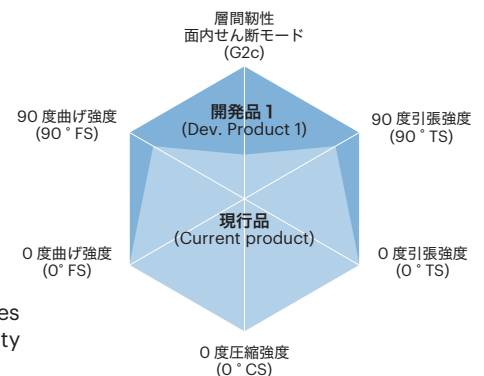 層間靭性
面内せん断モード
(G2c)
90 度曲げ強度
(90 ° FS)
開発品 1
(Dev. Product 1)
90 度引張強度
(90 ° TS)
現行品
(Current product)
0 度曲げ強度
(0° FS)
0 度引張強度
(0 ° TS)
es
ty
0 度圧縮強度
(0 ° CS)